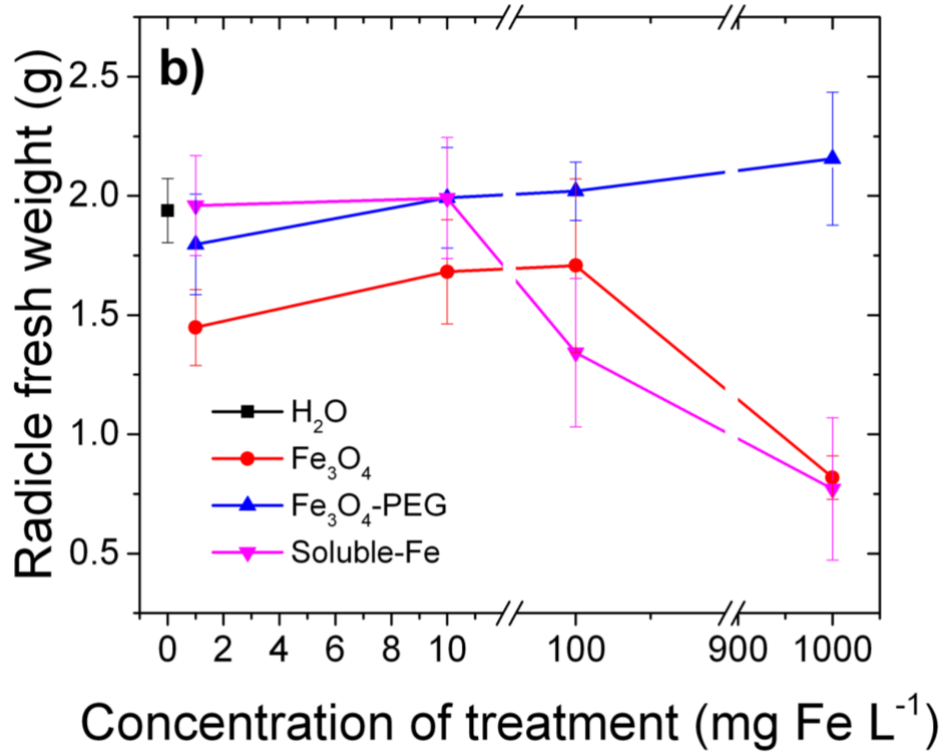 b)
Radicle fresh weight (g)
2.5
2.0
1.5
1.0
0.5
H₂O
Fe₃O₄
Fe₃O₄-PEG
Soluble-Fe
0 2 4 6 8 10 100 900 1000
Concentration of treatment (mg Fe L⁻¹)